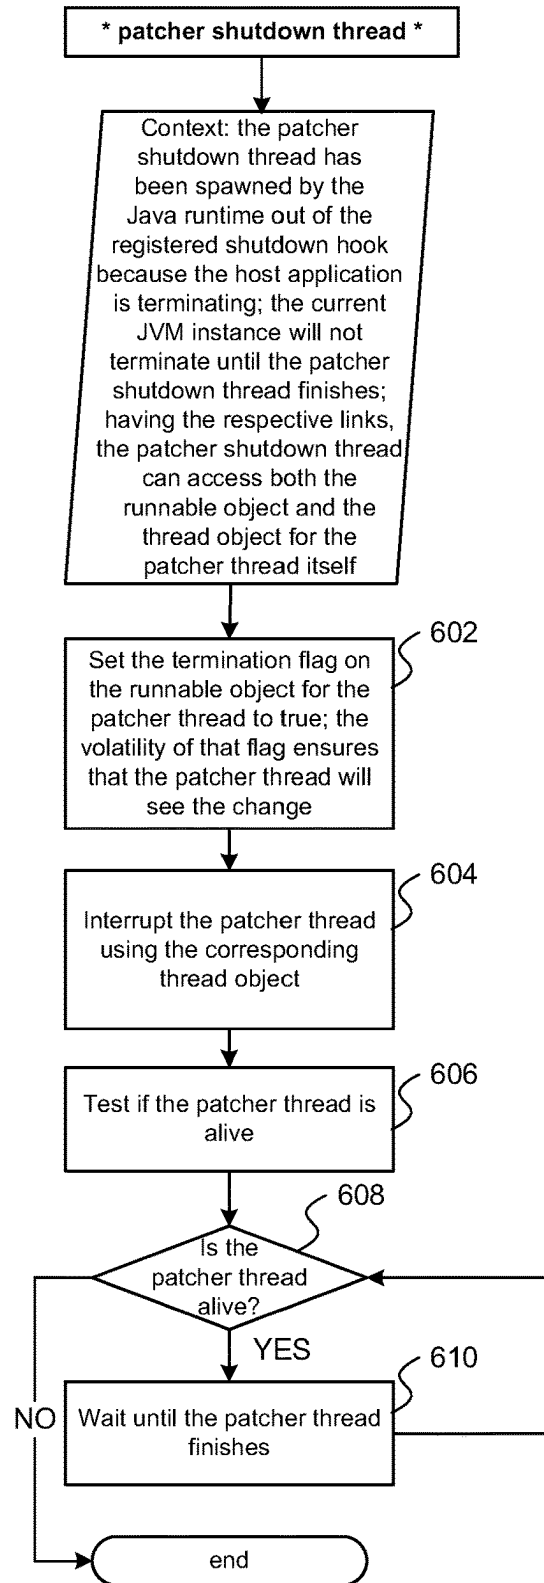 * patcher shutdown thread *
Context: the patcher
shutdown thread has
been spawned by the
Java runtime out of the
registered shutdown hook
because the host application
is terminating; the current
JVM instance will not
terminate until the patcher
shutdown thread finishes;
having the respective links,
the patcher shutdown thread
can access both the
runnable object and the
thread object for the
patcher thread itself
602
Set the termination flag on
the runnable object for the
patcher thread to true; the
volatility of that flag ensures
that the patcher thread will
see the change
604
Interrupt the patcher thread
using the corresponding
thread object
606
Test if the patcher thread is
alive
608
Is the
patcher thread
alive?
YES
610
NO
Wait until the patcher thread
finishes
end